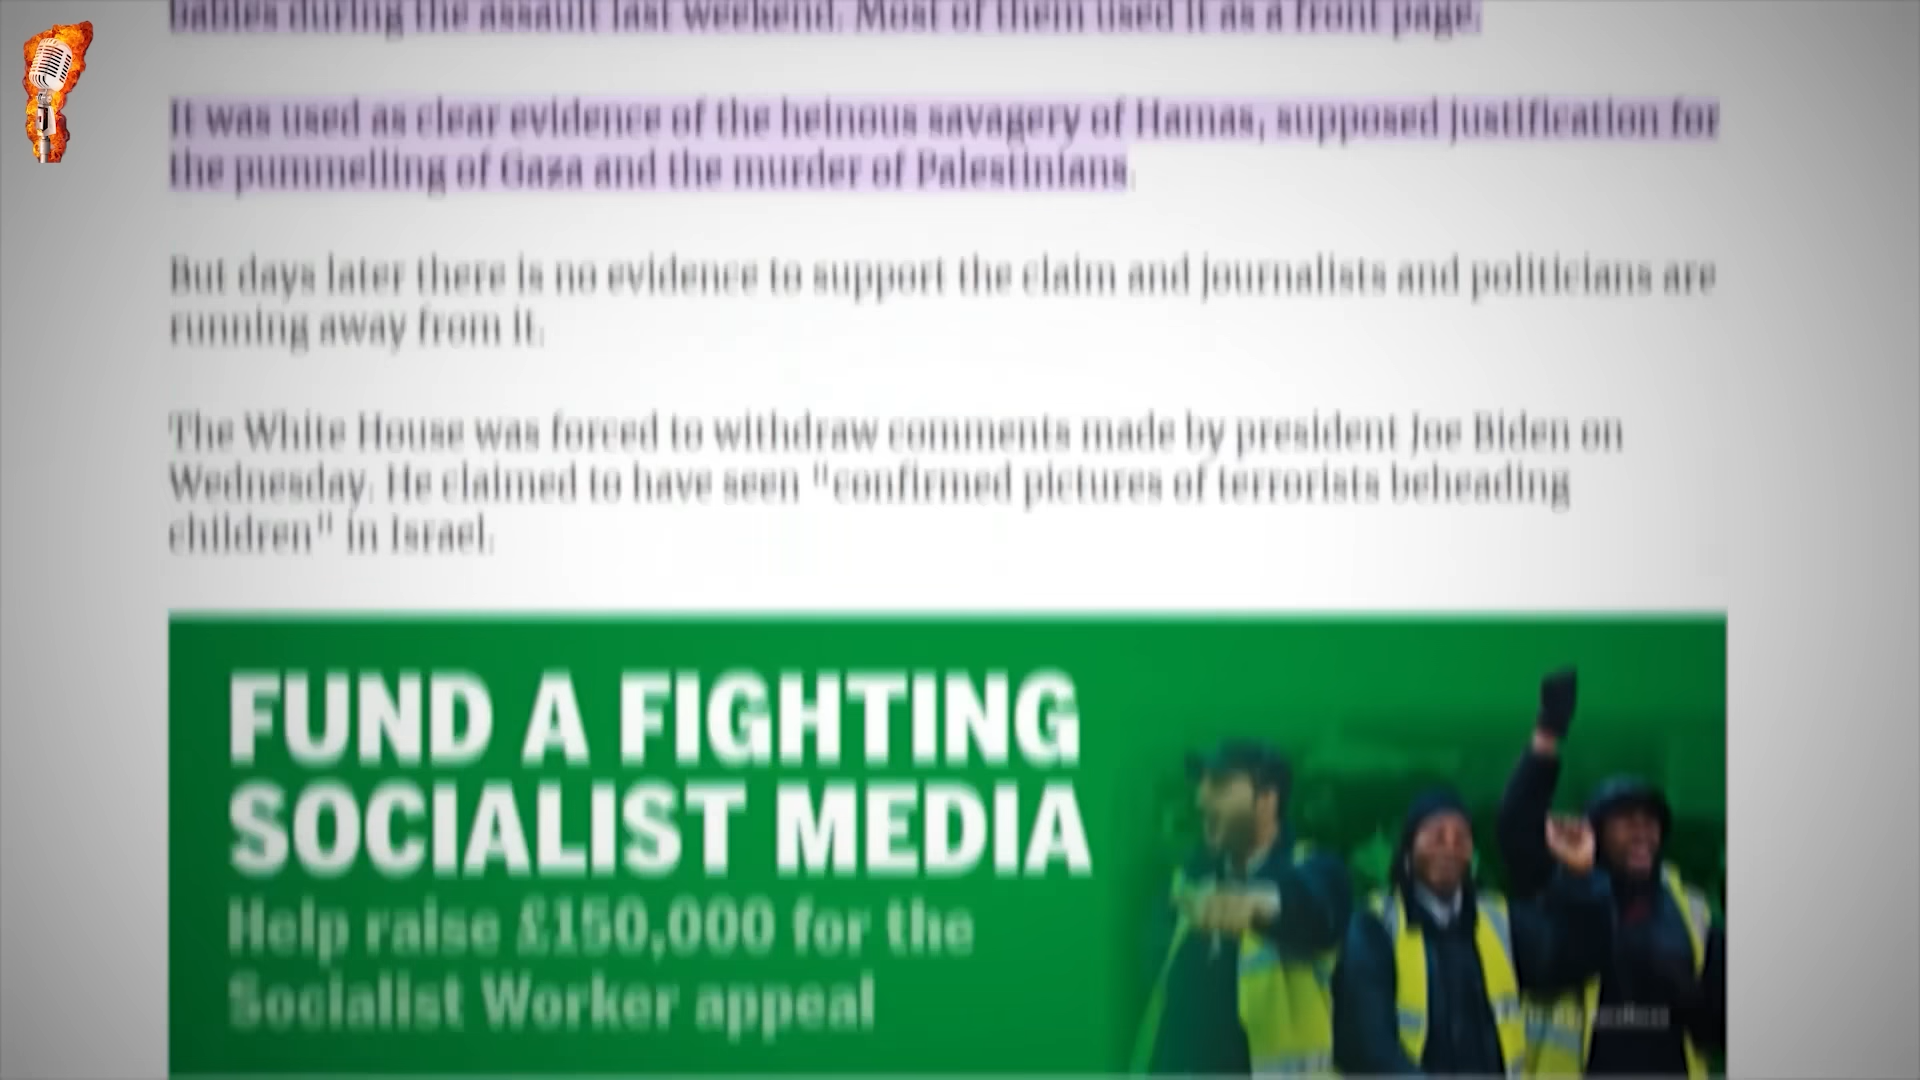 babies during the assault last weekend. Most of them used it as a front page.
It was used as clear evidence of the heinous savagery of Hamas, supposed justification for
the pummelling of Gaza and the murder of Palestinians.
But days later there is no evidence to support the claim and journalists and politicians are
running away from it.
The White House was forced to withdraw comments made by president Joe Biden on
Wednesday. He claimed to have seen "confirmed pictures of terrorists beheading
children" in Israel.
FUND A FIGHTING
SOCIALIST MEDIA
Help raise £150,000 for the
Socialist Worker appeal